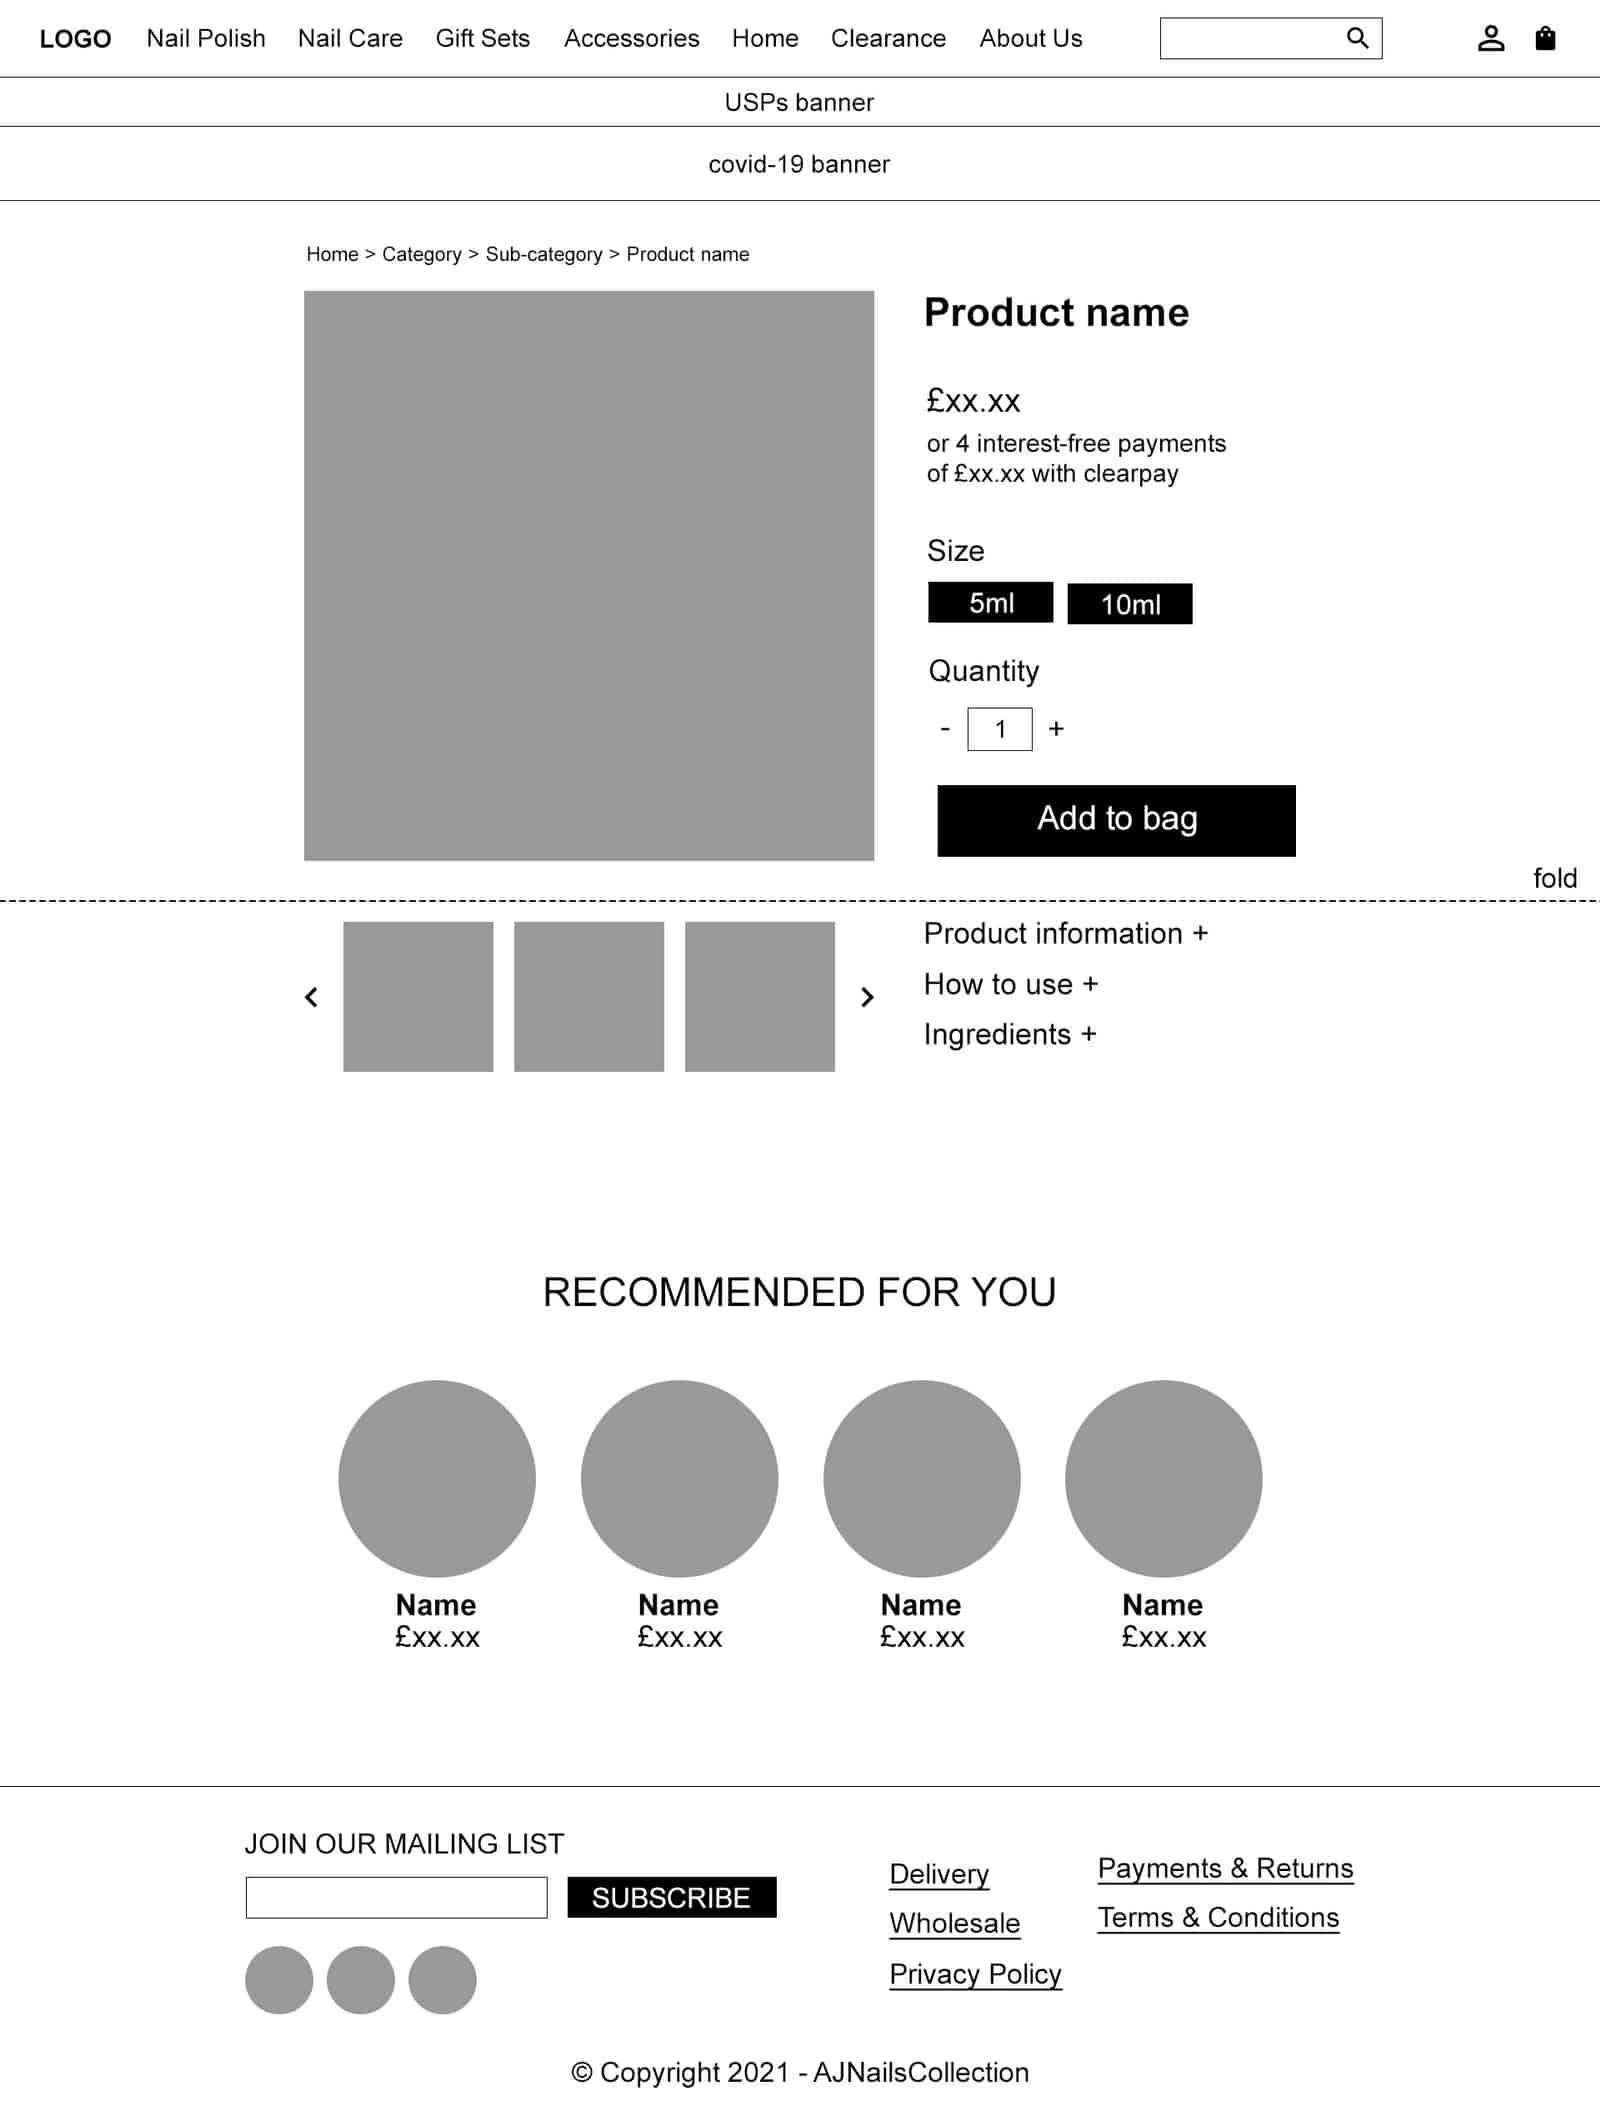 LOGO Nail Polish Nail Care Gift Sets Accessories Home Clearance About Us
USPs banner
covid-19 banner
Home > Category > Sub-category > Product name
Product name
£xx.xx
or 4 interest-free payments
of £xx.xx with clearpay
Size
5ml 10ml
Quantity
- 1 +
Add to bag
fold
Product information +
How to use +
Ingredients +
RECOMMENDED FOR YOU
Name Name Name Name
£xx.xx £xx.xx £xx.xx £xx.xx
JOIN OUR MAILING LIST
SUBSCRIBE
Delivery
Wholesale
Privacy Policy
Payments & Returns
Terms & Conditions
© Copyright 2021 - AJNailsCollection